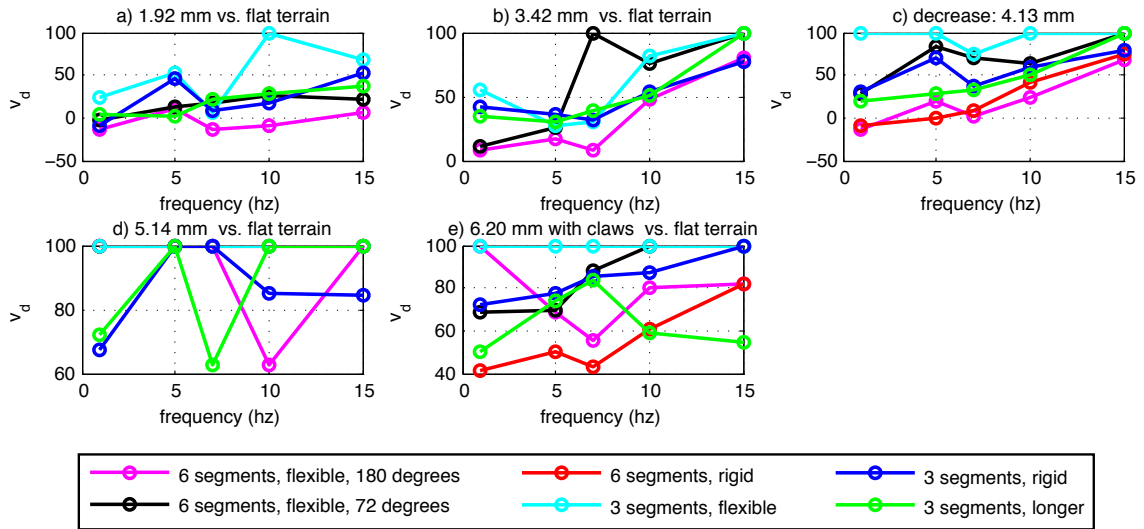 a) 1.92 mm vs. flat terrain
100
50
0
−50
v_d
0 5 10 15
frequency (hz)
b) 3.42 mm vs. flat terrain
100
50
0
v_d
0 5 10 15
frequency (hz)
c) decrease: 4.13 mm
100
50
0
−50
v_d
0 5 10 15
frequency (hz)
d) 5.14 mm vs. flat terrain
100
80
60
v_d
0 5 10 15
frequency (hz)
e) 6.20 mm with claws vs. flat terrain
100
80
60
40
v_d
0 5 10 15
frequency (hz)
6 segments, flexible, 180 degrees
6 segments, flexible, 72 degrees
6 segments, rigid
3 segments, flexible
3 segments, rigid
3 segments, longer